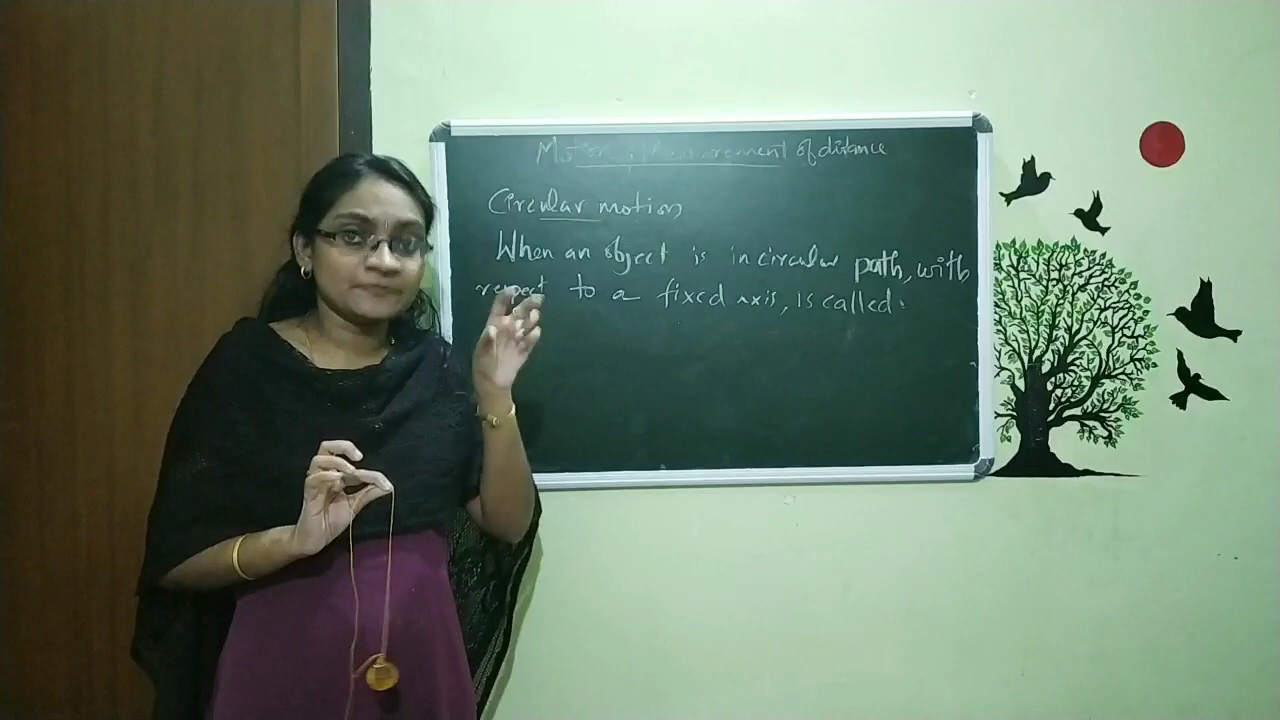 Motion, Measurement of distance
Circular motion
When an object is in circular path, with
respect to a fixed axis, is called.